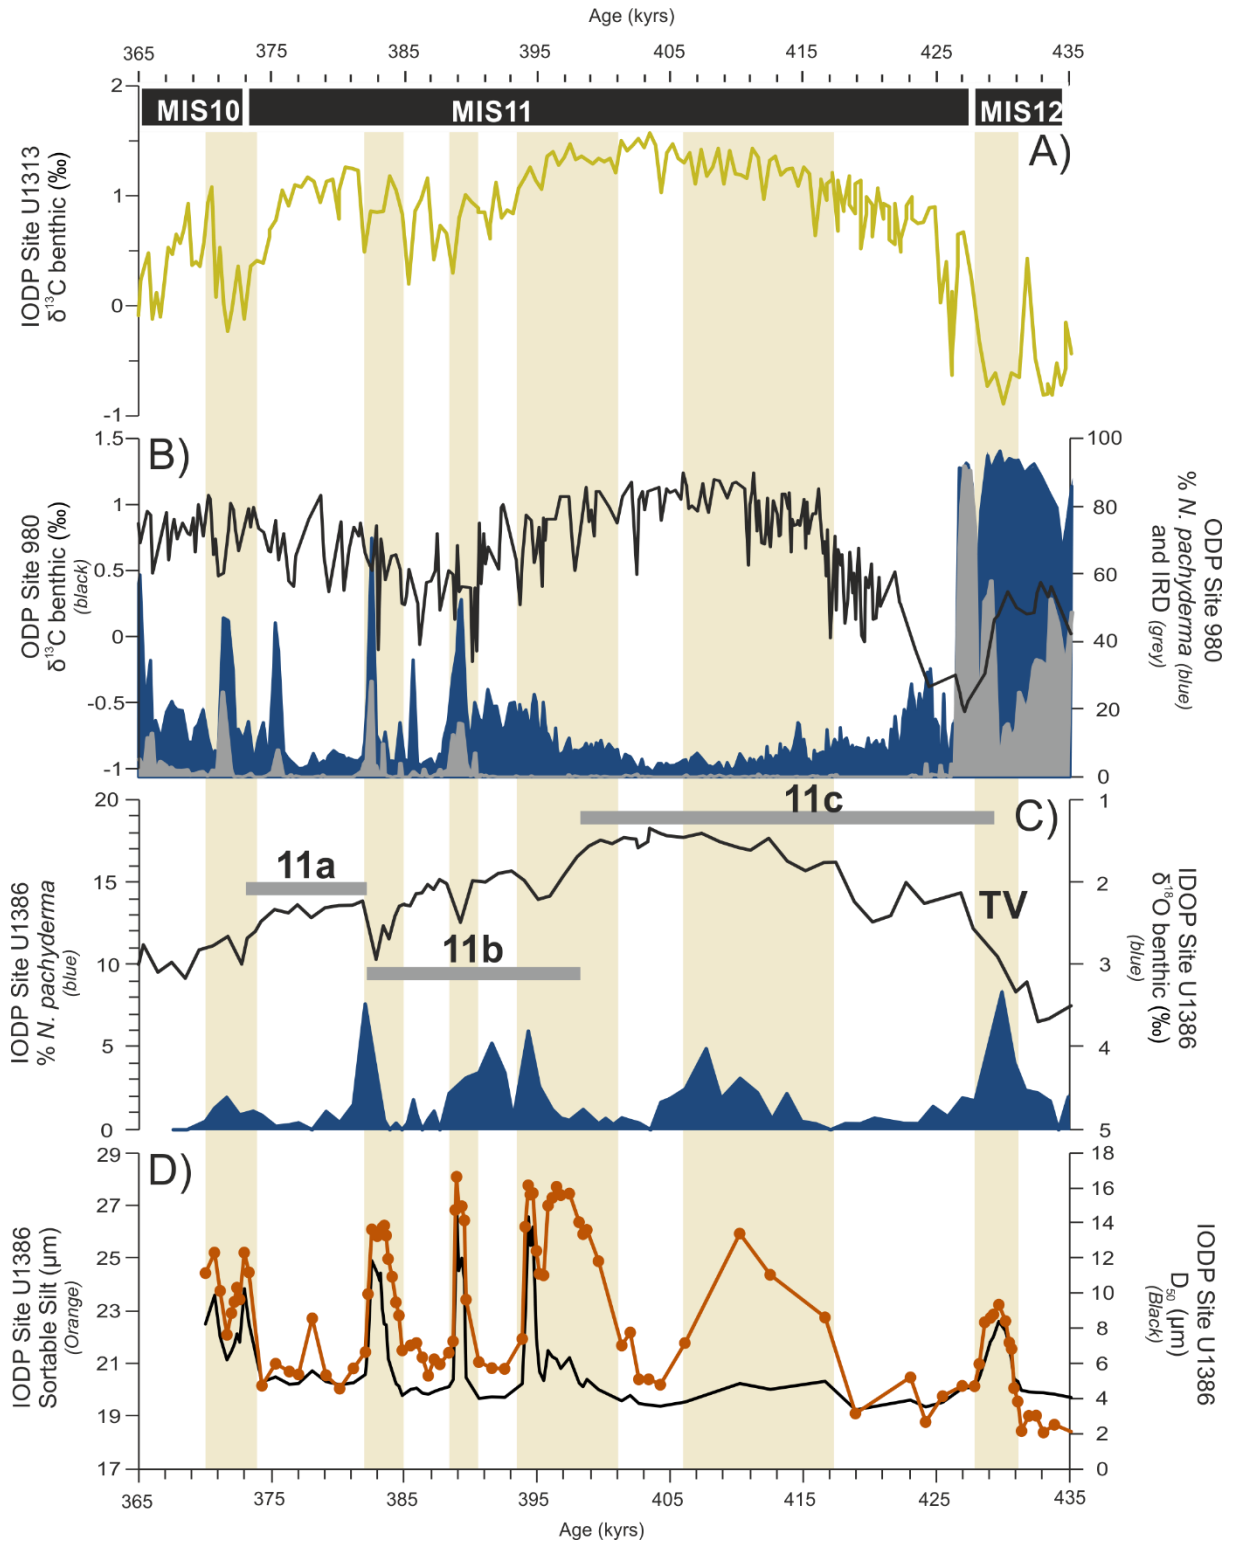 Age (kyrs)
365 375 385 395 405 415 425 435
MIS10 MIS11 MIS12
A)
IODP Site U1313
δ13C benthic (‰)
2
1
0
-1
B)
ODP Site 980
δ13C benthic (‰)
(black)
1.5
1
0.5
0
-0.5
-1
100
80
60
40
20
0
ODP Site 980
% N. pachyderma (blue)
and IRD (grey)
C)
11c
11a
11b
TV
IODP Site U1386
% N. pachyderma
(blue)
20
15
10
5
0
1
2
3
4
5
IDOP Site U1386
δ18O benthic (‰)
(blue)
D)
IODP Site U1386
Sortable Silt (µm)
(Orange)
29
27
25
23
21
19
17
18
16
14
12
10
8
6
4
2
0
IODP Site U1386
D50 (µm)
(Black)
365 375 385 395 405 415 425 435
Age (kyrs)